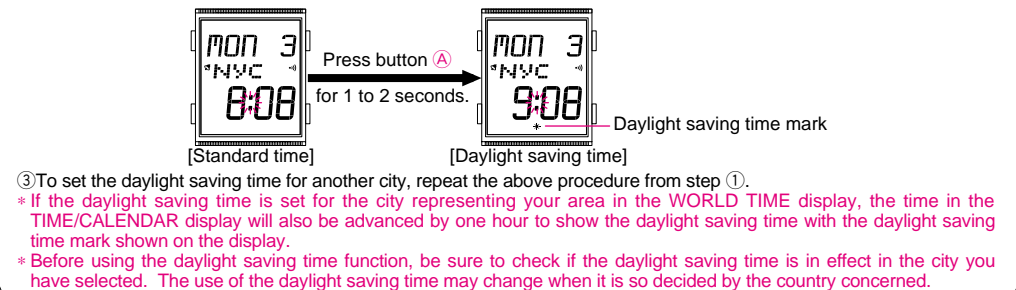 MON 3
NYC
8:08
Press button Ⓐ
for 1 to 2 seconds.
MON 3
NYC
9:08
Daylight saving time mark
[Standard time]
[Daylight saving time]
③To set the daylight saving time for another city, repeat the above procedure from step ①.
* If the daylight saving time is set for the city representing your area in the WORLD TIME display, the time in the
TIME/CALENDAR display will also be advanced by one hour to show the daylight saving time with the daylight saving
time mark shown on the display.
* Before using the daylight saving time function, be sure to check if the daylight saving time is in effect in the city you
have selected. The use of the daylight saving time may change when it is so decided by the country concerned.